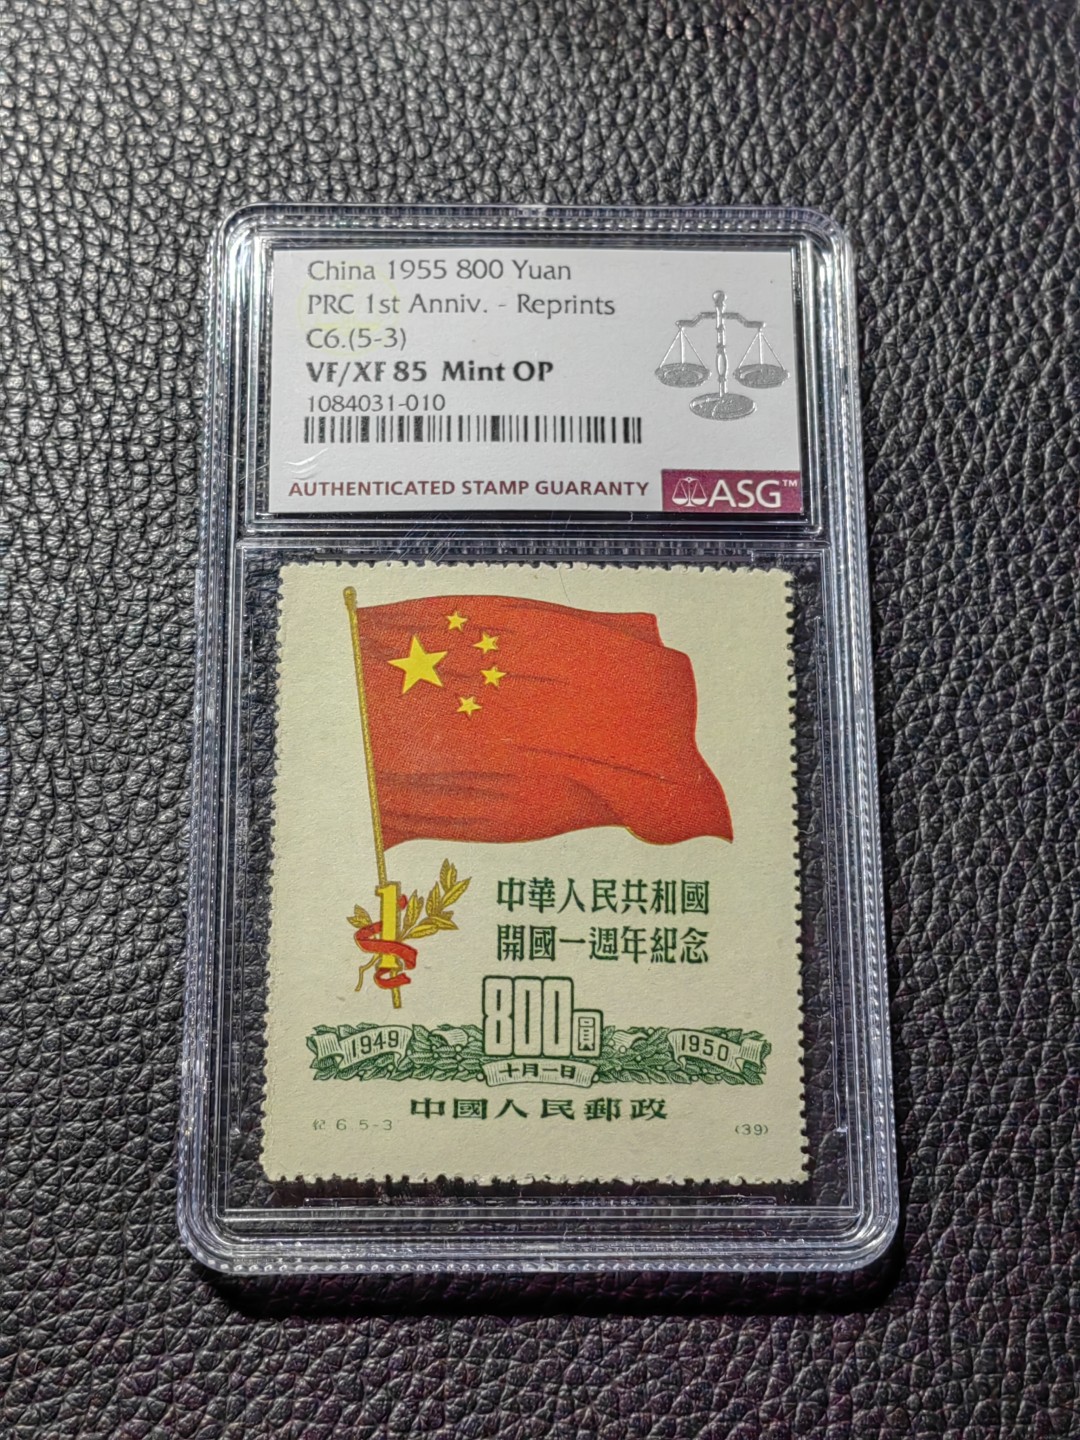 China 1955 800 Yuan
PRC 1st Anniv. - Reprints
C6.(5-3)
VF/XF 85 Mint OP
1084031-010
AUTHENTICATED STAMP GUARANTY
ASG™
中華人民共和國
開國一週年紀念
800圓
1949
1950
十月一日
中國人民郵政
紀 6 5-3
(39)